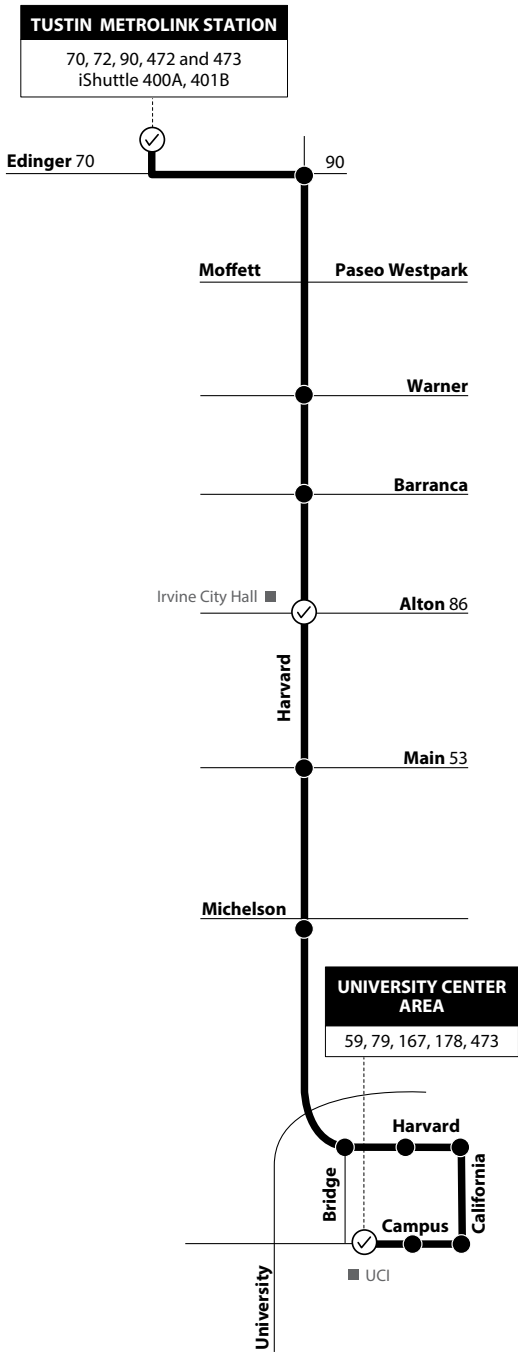 TUSTIN METROLINK STATION
70, 72, 90, 472 and 473
iShuttle 400A, 401B
Edinger 70
90
Moffett
Paseo Westpark
Warner
Barranca
Irvine City Hall
Alton 86
Harvard
Main 53
Michelson
UNIVERSITY CENTER
AREA
59, 79, 167, 178, 473
Harvard
Bridge
California
Campus
UCI
University